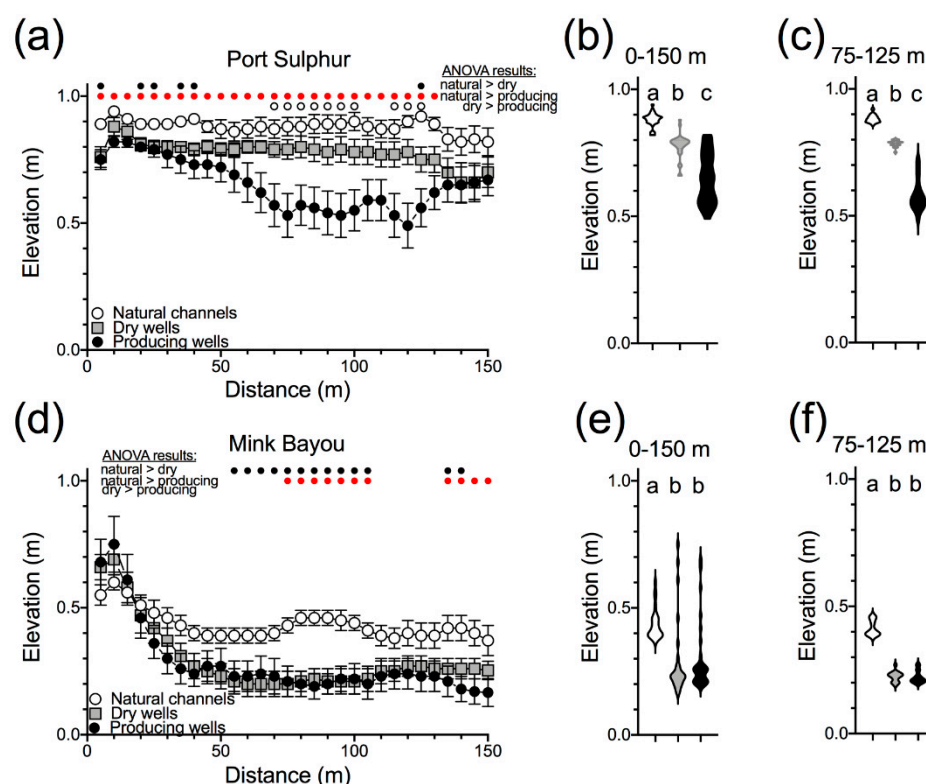 (a)
Port Sulphur
ANOVA results:
natural > dry
natural > producing
dry > producing
Elevation (m)
1.0
0.5
0.0
Natural channels
Dry wells
Producing wells
0 50 100 150
Distance (m)
(b)
0-150 m
a b c
Elevation (m)
1.0
0.5
0.0
(c)
75-125 m
a b c
Elevation (m)
1.0
0.5
0.0
(d)
Mink Bayou
ANOVA results:
natural > dry
natural > producing
dry > producing
Elevation (m)
1.0
0.5
0.0
Natural channels
Dry wells
Producing wells
0 50 100 150
Distance (m)
(e)
0-150 m
a b b
Elevation (m)
1.0
0.5
0.0
(f)
75-125 m
a b b
Elevation (m)
1.0
0.5
0.0